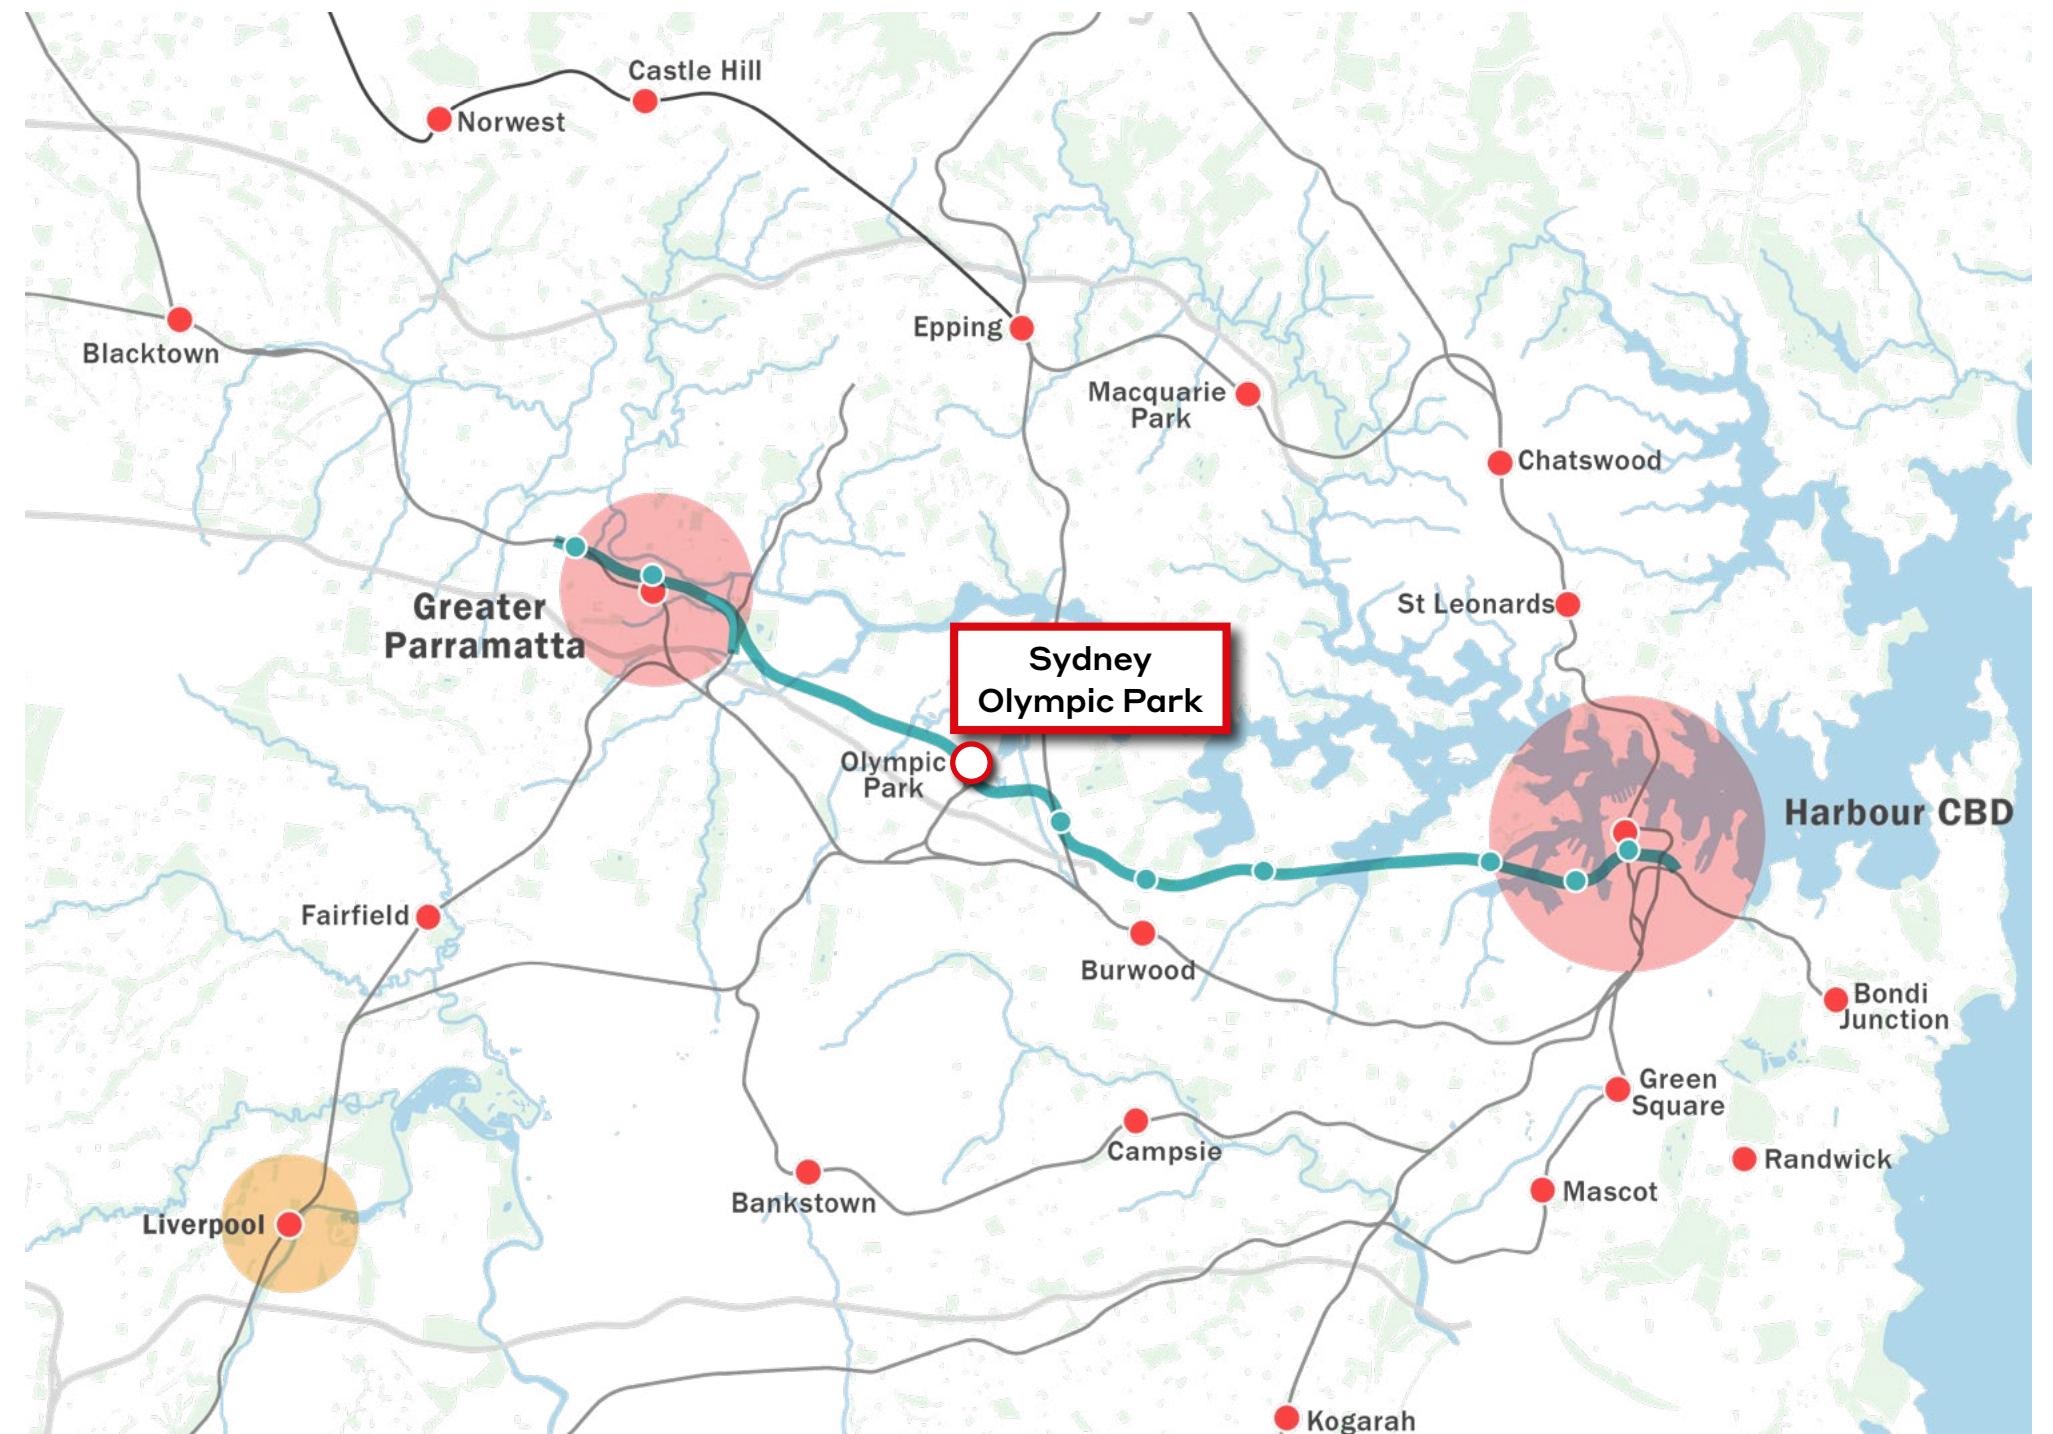 Castle Hill
Norwest
Epping
Blacktown
Macquarie
Park
Chatswood
Greater
Parramatta
St Leonards
Sydney
Olympic Park
Olympic
Park
Harbour CBD
Fairfield
Burwood
Bondi
Junction
Green
Square
Campsie
Randwick
Bankstown
Mascot
Liverpool
Kogarah